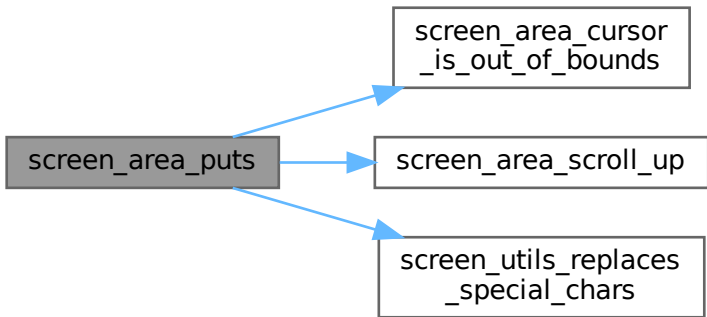 screen_area_cursor
_is_out_of_bounds
screen_area_puts
screen_area_scroll_up
screen_utils_replaces
_special_chars